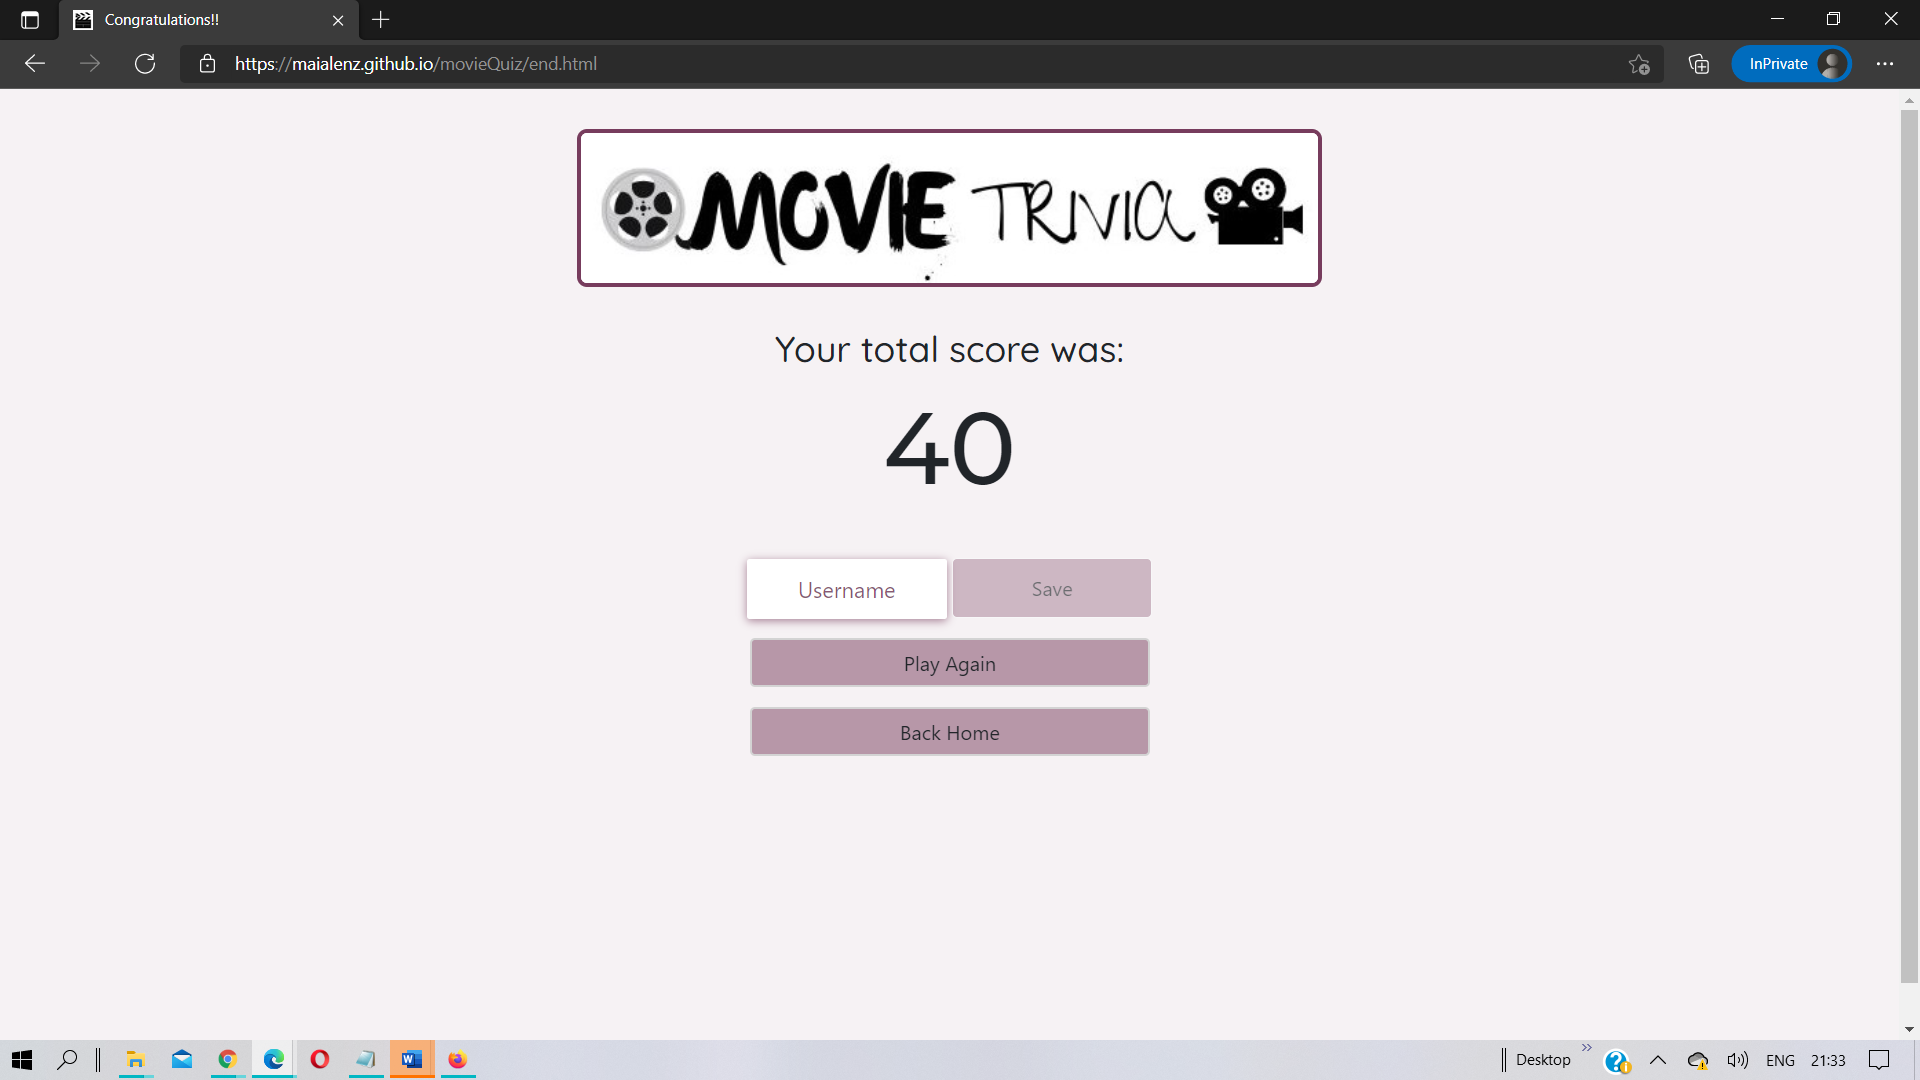 Congratulations!!
https://maialenz.github.io/movieQuiz/end.html
InPrivate
MOVIE TRIVIA
Your total score was:
40
Username
Save
Play Again
Back Home
Desktop
ENG
21:33